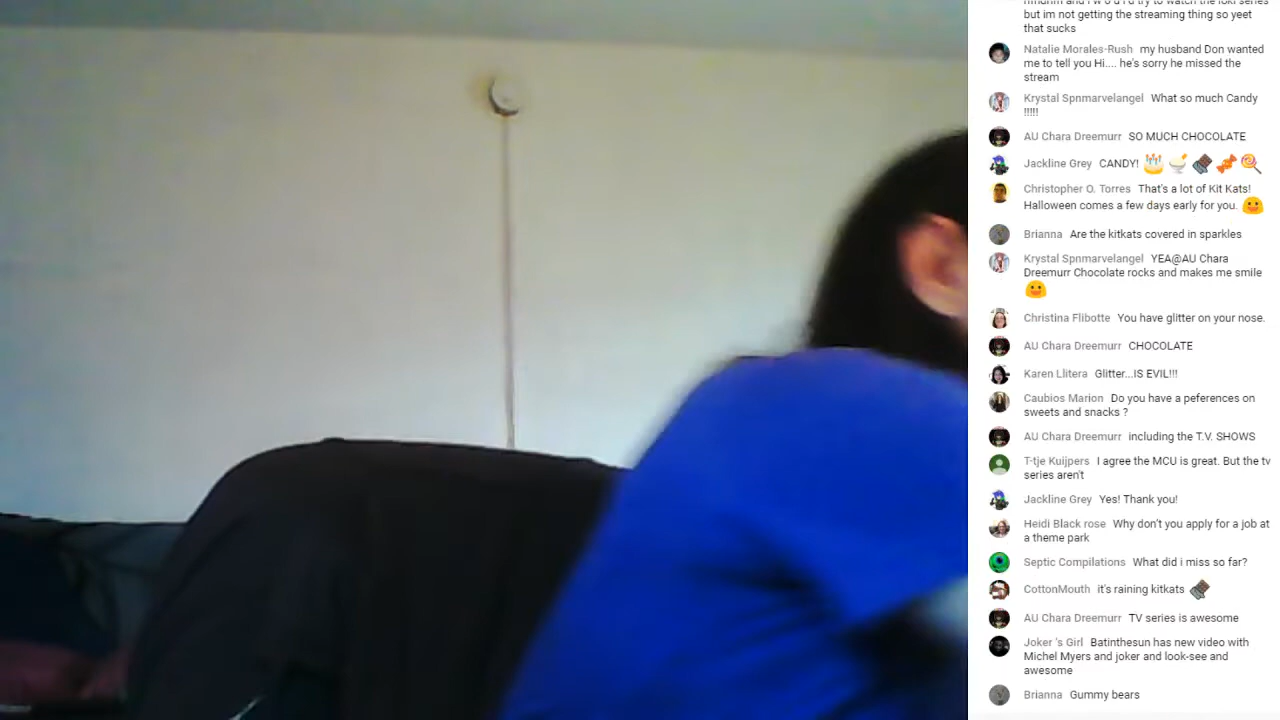 but im not getting the streaming thing so yeet
that sucks
Natalie Morales-Rush my husband Don wanted
me to tell you Hi.... he's sorry he missed the
stream
Krystal Spnmarvelangel What so much Candy
!!!!!
AU Chara Dreemurr SO MUCH CHOCOLATE
Jackline Grey CANDY!
Christopher O. Torres That's a lot of Kit Kats!
Halloween comes a few days early for you.
Brianna Are the kitkats covered in sparkles
Krystal Spnmarvelangel YEA@AU Chara
Dreemurr Chocolate rocks and makes me smile
Christina Flibotte You have glitter on your nose.
AU Chara Dreemurr CHOCOLATE
Karen Llitera Glitter...IS EVIL!!!
Caubios Marion Do you have a peferences on
sweets and snacks ?
AU Chara Dreemurr including the T.V. SHOWS
T-tje Kuijpers I agree the MCU is great. But the tv
series aren't
Jackline Grey Yes! Thank you!
Heidi Black rose Why don't you apply for a job at
a theme park
Septic Compilations What did i miss so far?
CottonMouth it's raining kitkats
AU Chara Dreemurr TV series is awesome
Joker 's Girl Batinthesun has new video with
Michel Myers and joker and look-see and
awesome
Brianna Gummy bears